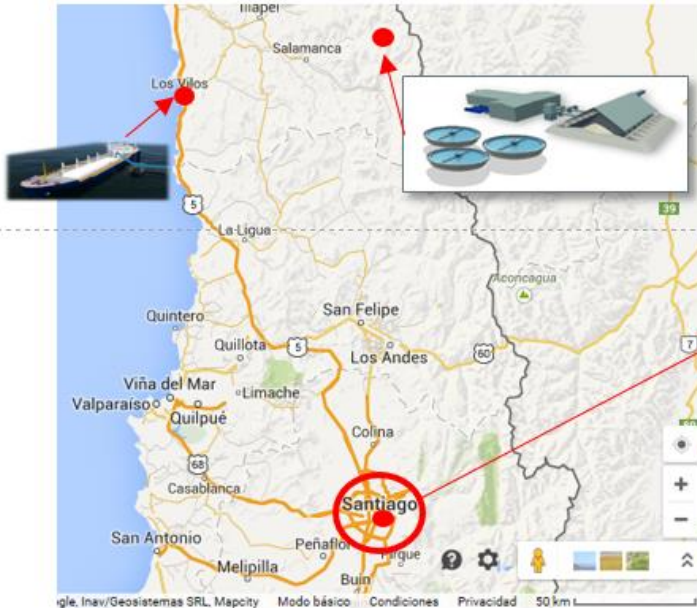 Illapel
Salamanca
Los Vilos
5
39
La Ligua
Aconcagua
Quintero
San Felipe
Quillota
5
7
Los Andes
60
Viña del Mar
Limache
Valparaíso
Quilpué
Colina
68
Casablanca
Santiago
+
−
San Antonio
Peñaflor
Pirque
Melipilla
?
Buin
gle, Inav/Geosistemas SRL, Mapcity Modo básico Condiciones Privacidad 50 km